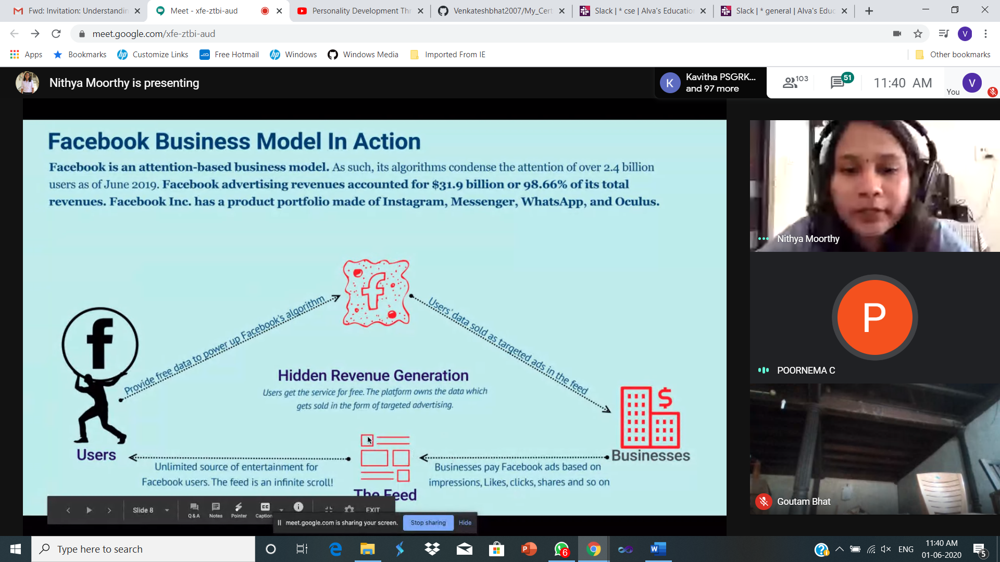 Fwd: Invitation: Understandin
Meet - xfe-ztbi-aud
Personality Development Thr
Venkateshbhat2007/My_Cert
Slack | * cse | Alva's Educatio
Slack | * general | Alva's Educ
meet.google.com/xfe-ztbi-aud
V
Apps
Bookmarks
Customize Links
Free Hotmail
Windows
Windows Media
Imported From IE
Other bookmarks
Nithya Moorthy is presenting
K
Kavitha PSGRK...
and 97 more
103
51
11:40 AM
You
V
Facebook Business Model In Action
Facebook is an attention-based business model. As such, its algorithms condense the attention of over 2.4 billion
users as of June 2019. Facebook advertising revenues accounted for $31.9 billion or 98.66% of its total
revenues. Facebook Inc. has a product portfolio made of Instagram, Messenger, WhatsApp, and Oculus.
Provide free data to power up Facebook's algorithm
Users' data sold as targeted ads in the feed
Hidden Revenue Generation
Users get the service for free. The platform owns the data which
gets sold in the form of targeted advertising.
Users
Businesses
Unlimited source of entertainment for
Facebook users. The feed is an infinite scroll!
Businesses pay Facebook ads based on
impressions, Likes, clicks, shares and so on
The Feed
Slide 8
Q & A
Notes
Pointer
CC
Caption
EXIT
meet.google.com is sharing your screen.
Stop sharing
Hide
Nithya Moorthy
P
POORNEMA C
Goutam Bhat
Type here to search
6
ENG
11:40 AM
01-06-2020
5